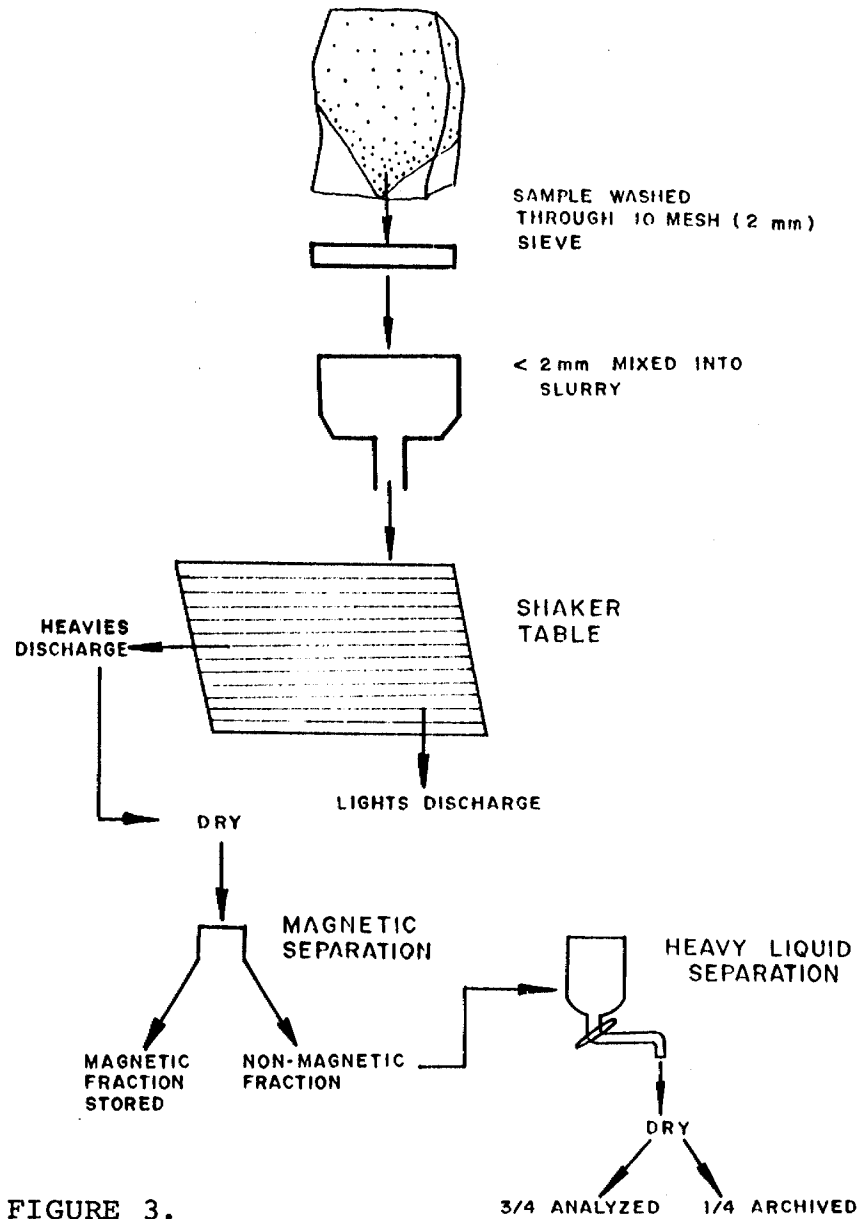 SAMPLE WASHED
THROUGH 10 MESH (2 mm)
SIEVE
< 2mm MIXED INTO
SLURRY
SHAKER
TABLE
HEAVIES
DISCHARGE
LIGHTS DISCHARGE
DRY
MAGNETIC
SEPARATION
HEAVY LIQUID
SEPARATION
MAGNETIC
FRACTION
STORED
NON-MAGNETIC
FRACTION
DRY
3/4 ANALYZED
1/4 ARCHIVED
FIGURE 3.